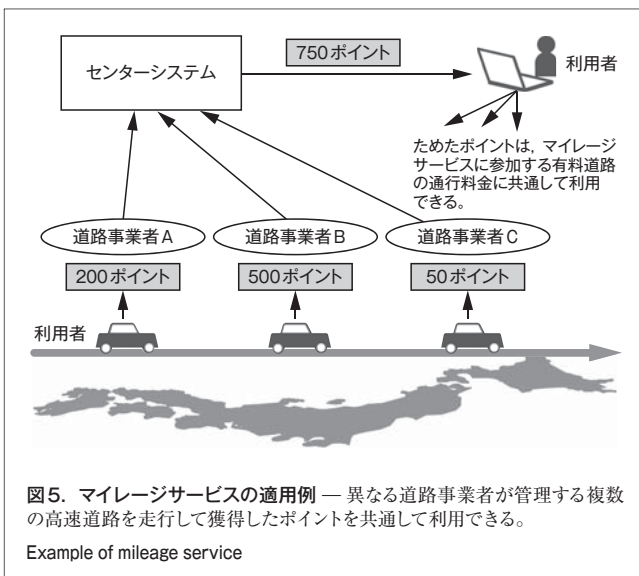 750ポイント
センターシステム
利用者
ためたポイントは，マイレージ
サービスに参加する有料道路
の通行料金に共通して利用
できる。
道路事業者A
道路事業者B
道路事業者C
200ポイント
500ポイント
50ポイント
利用者
図5．マイレージサービスの適用例 — 異なる道路事業者が管理する複数
の高速道路を走行して獲得したポイントを共通して利用できる。
Example of mileage service